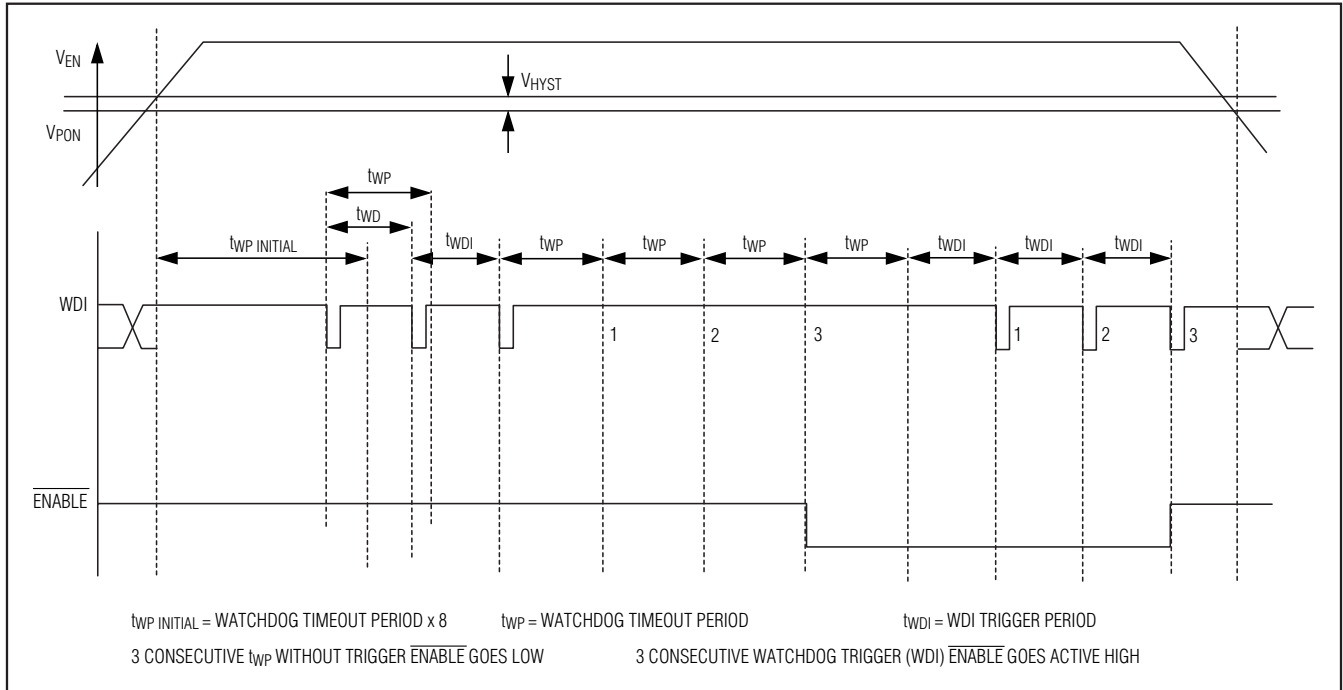 VEN
VHYST
VPON
tWP
tWD
tWP INITIAL
tWDI
tWP
tWP
tWP
tWP
tWDI
tWDI
tWDI
WDI
1
2
3
1
2
3
ENABLE
tWP INITIAL = WATCHDOG TIMEOUT PERIOD x 8
tWP = WATCHDOG TIMEOUT PERIOD
tWDI = WDI TRIGGER PERIOD
3 CONSECUTIVE tWP WITHOUT TRIGGER ENABLE GOES LOW
3 CONSECUTIVE WATCHDOG TRIGGER (WDI) ENABLE GOES ACTIVE HIGH